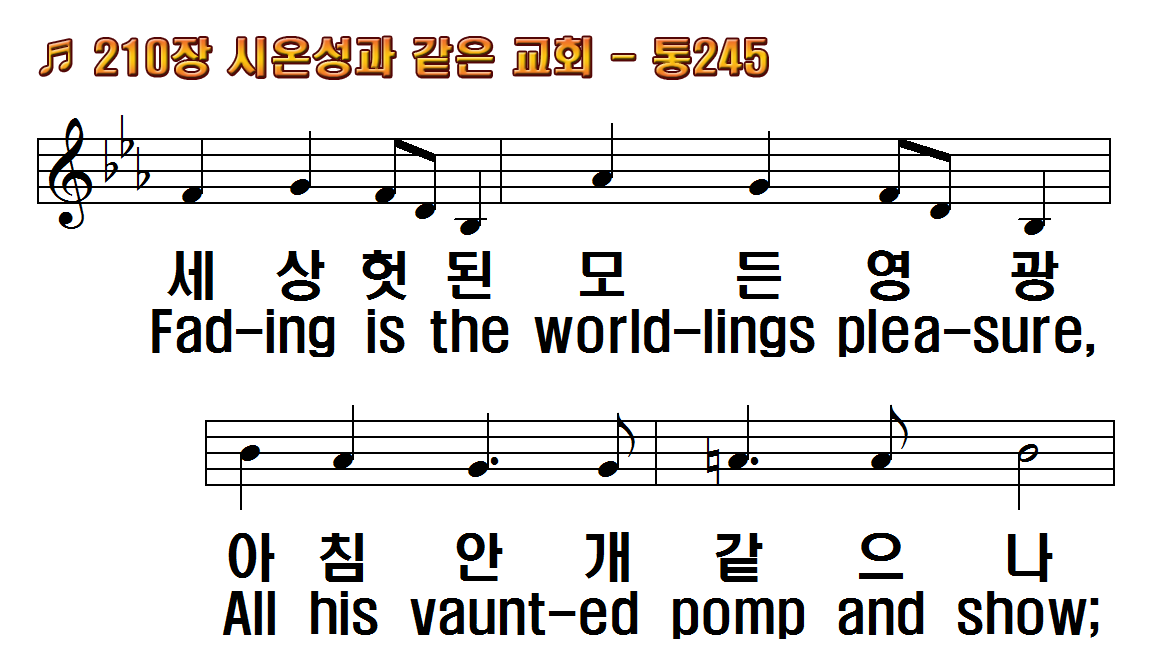 ♬ 210장 시온성과 같은 교회 - 통245
세 상 헛 된 모 든 영 광
Fad-ing is the world-lings plea-sure,
아 침 안 개 같 으 나
All his vaunt-ed pomp and show;